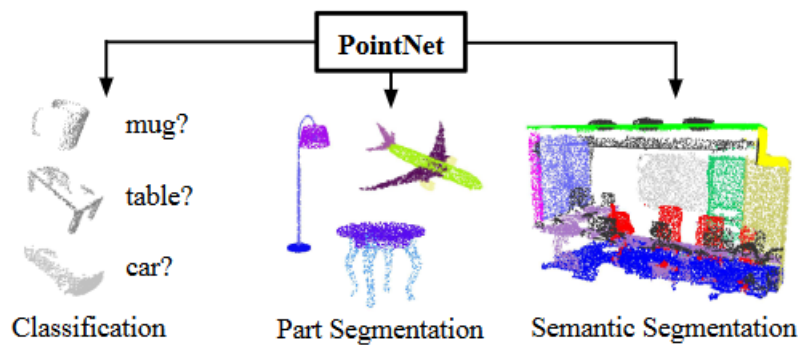 PointNet
mug?
table?
car?
Classification
Part Segmentation
Semantic Segmentation